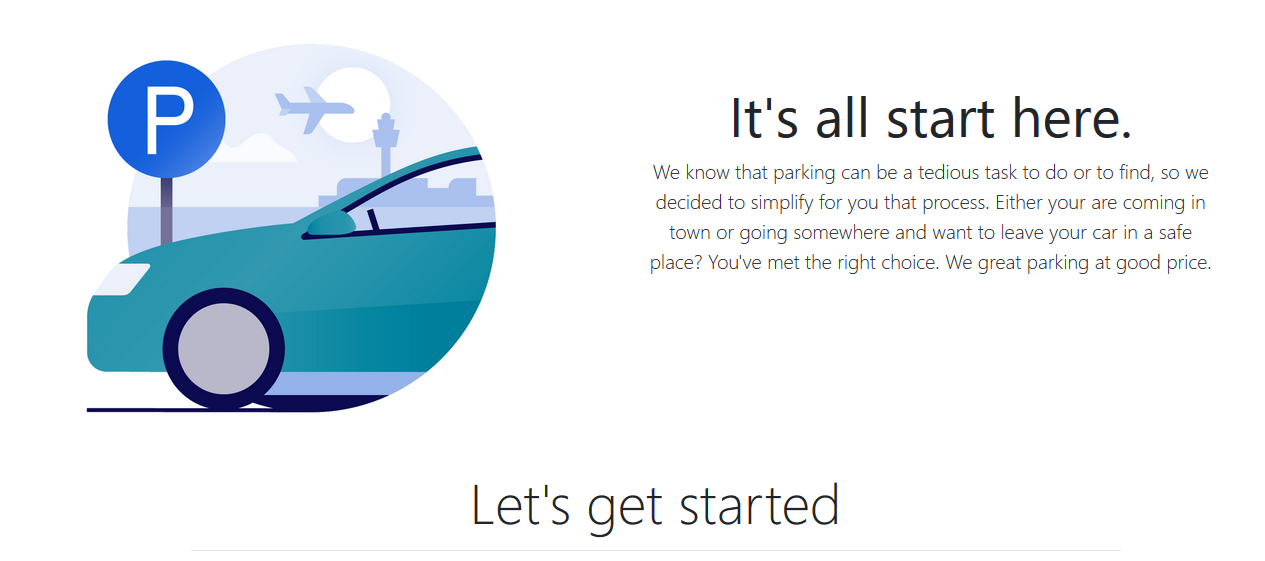 P
It's all start here.
We know that parking can be a tedious task to do or to find, so we
decided to simplify for you that process. Either your are coming in
town or going somewhere and want to leave your car in a safe
place? You've met the right choice. We great parking at good price.
Let's get started